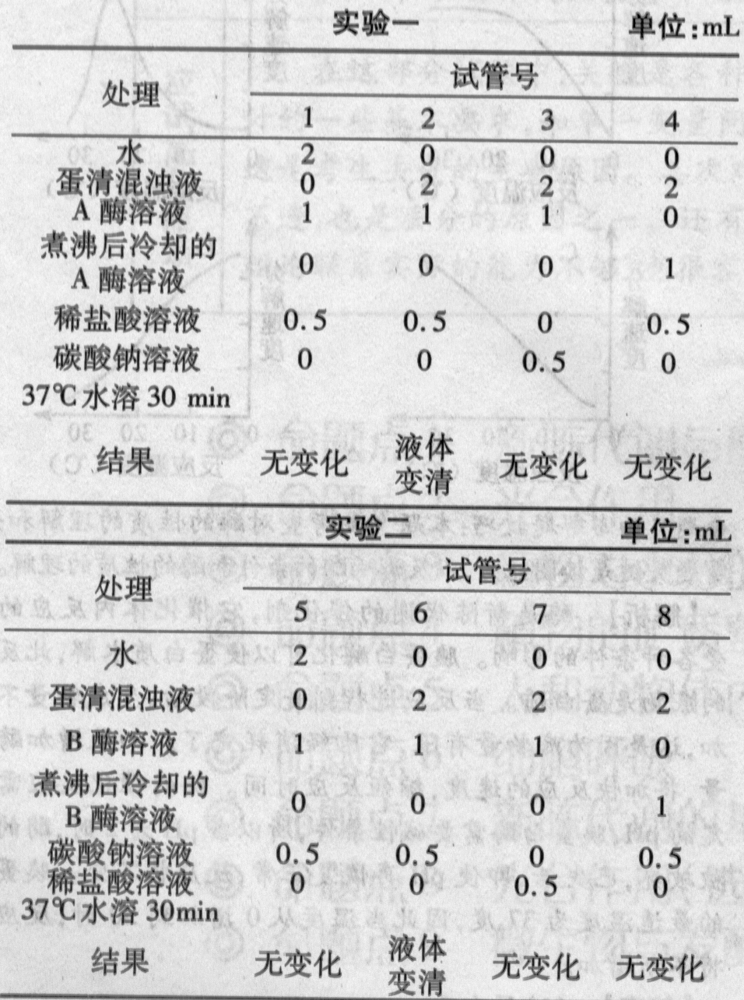 实验一 单位:mL
处理 试管号
1 2 3 4
水 2 0 0 0
蛋清混浊液 0 2 2 2
A 酶溶液 1 1 1 0
煮沸后冷却的
A 酶溶液 0 0 0 1
稀盐酸溶液 0.5 0.5 0 0.5
碳酸钠溶液 0 0 0.5 0
37℃水溶 30 min
结果 无变化 液体变清 无变化 无变化
实验二 单位:mL
处理 试管号
5 6 7 8
水 2 0 0 0
蛋清混浊液 0 2 2 2
B 酶溶液 1 1 1 0
煮沸后冷却的
B 酶溶液 0 0 0 1
碳酸钠溶液 0.5 0.5 0 0.5
稀盐酸溶液 0 0 0.5 0
37℃水溶 30min
结果 无变化 液体变清 无变化 无变化